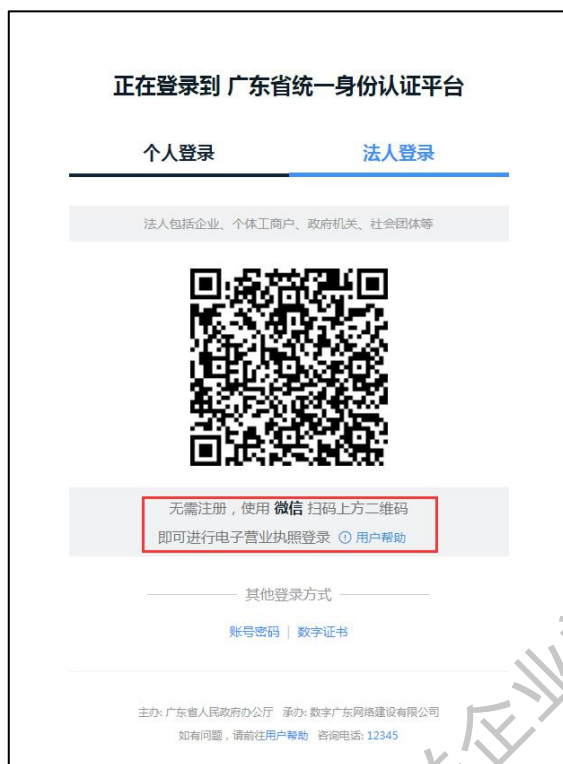 正在登录到 广东省统一身份认证平台
个人登录
法人登录
法人包括企业、个体工商户、政府机关、社会团体等
无需注册，使用 微信 扫码上方二维码
即可进行电子营业执照登录 用户帮助
其他登录方式
账号密码 | 数字证书
主办: 广东省人民政府办公厅 承办: 数字广东网络建设有限公司
如有问题，请前往用户帮助 咨询电话: 12345
企业